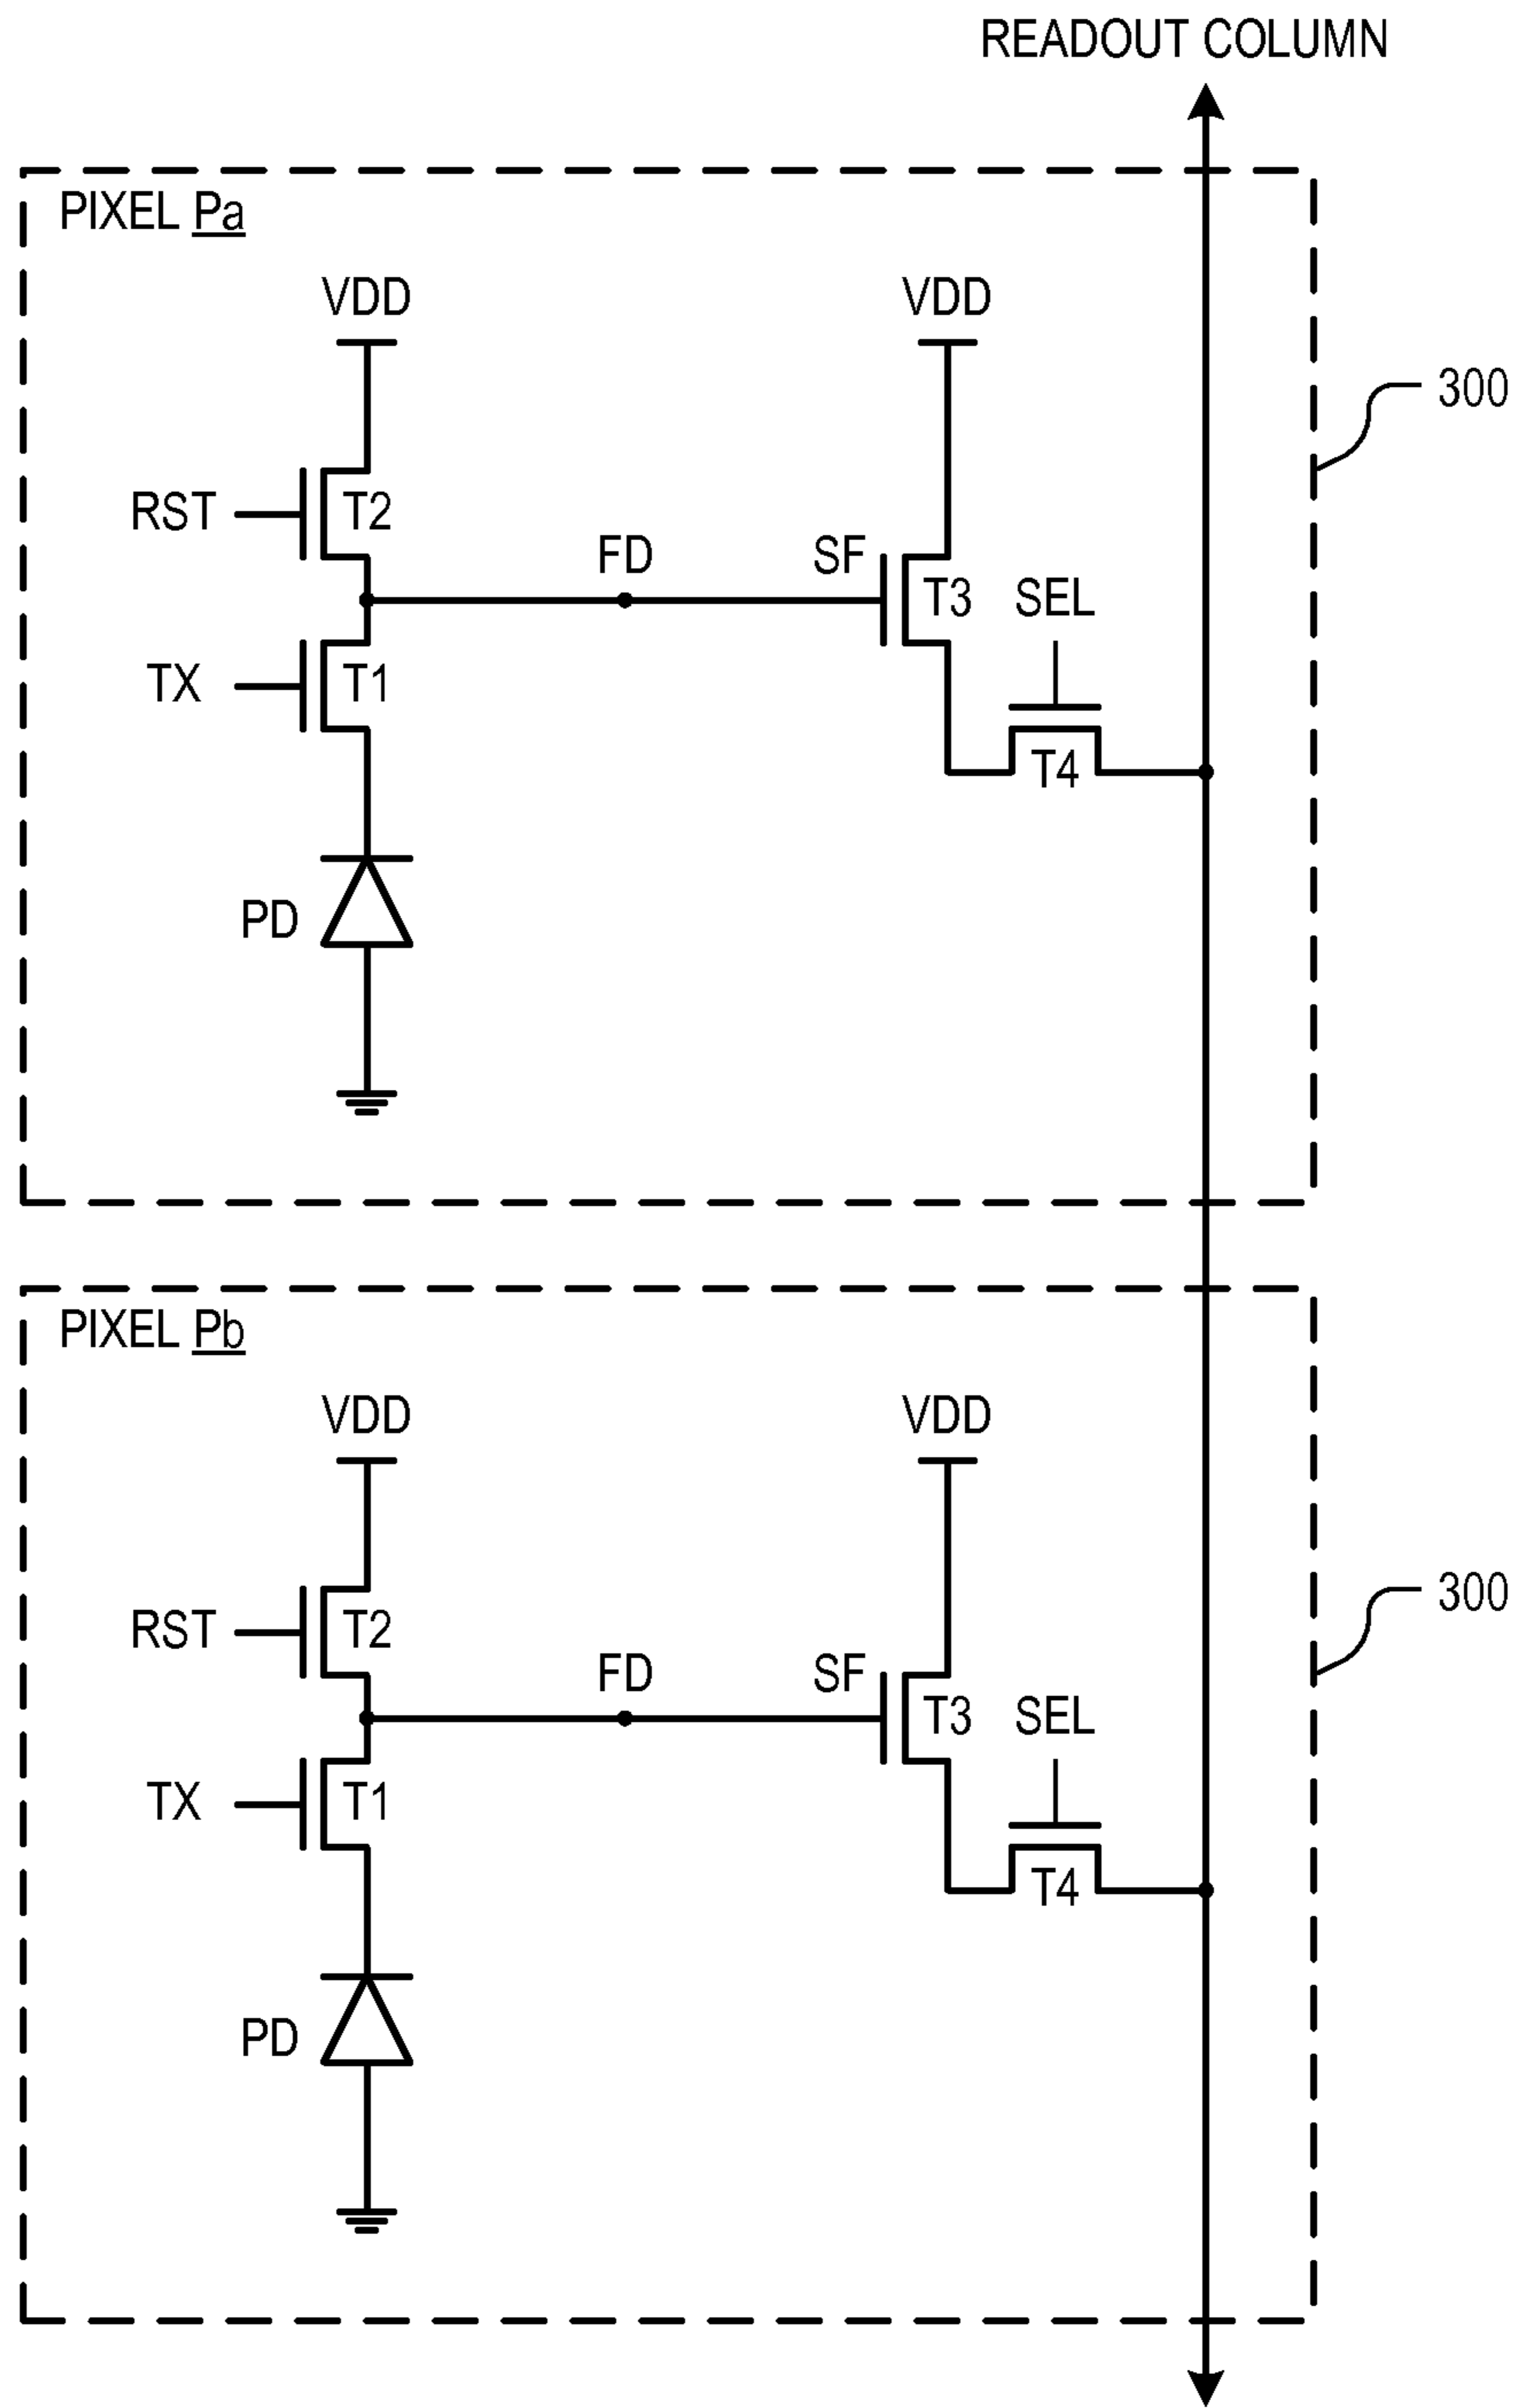 READOUT COLUMN
PIXEL Pa
VDD VDD
300
RST T2
FD SF T3 SEL
TX T1
T4
PD
PIXEL Pb
VDD VDD
300
RST T2
FD SF T3 SEL
TX T1
T4
PD